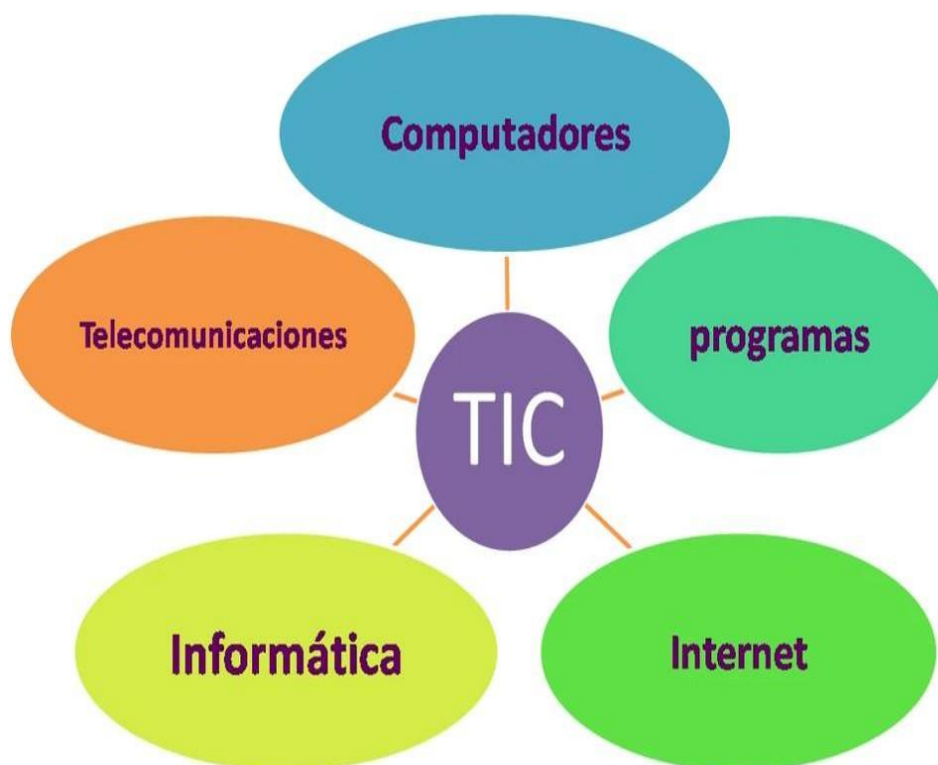 Computadores
Telecomunicaciones
programas
TIC
Informática
Internet